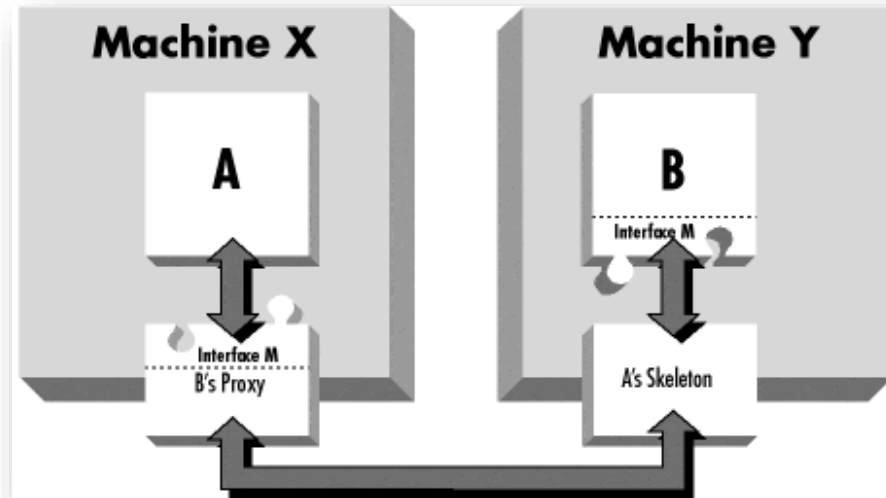 Machine X
Machine Y
A
B
Interface M
Interface M
B's Proxy
A's Skeleton